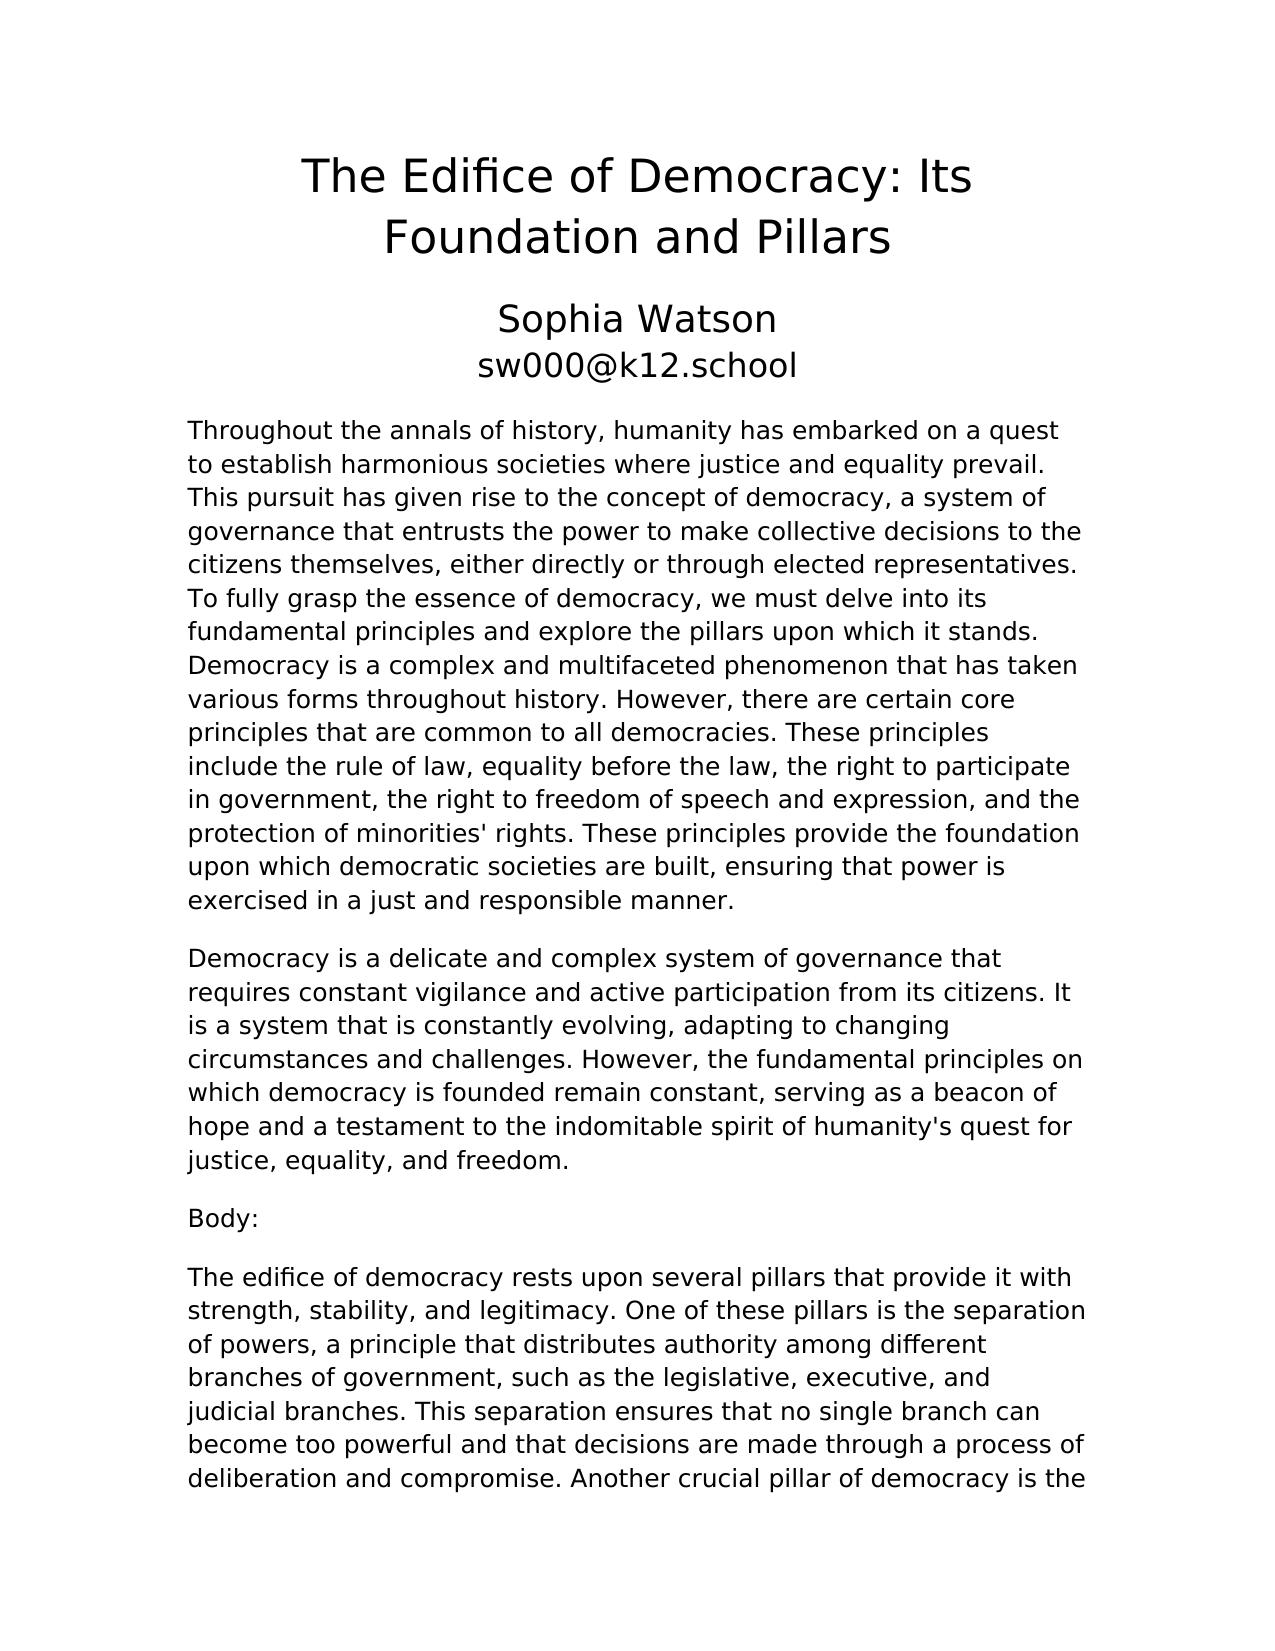 The Edifice of Democracy: Its
Foundation and Pillars
Sophia Watson
sw000@k12.school
Throughout the annals of history, humanity has embarked on a quest
to establish harmonious societies where justice and equality prevail.
This pursuit has given rise to the concept of democracy, a system of
governance that entrusts the power to make collective decisions to the
citizens themselves, either directly or through elected representatives.
To fully grasp the essence of democracy, we must delve into its
fundamental principles and explore the pillars upon which it stands.
Democracy is a complex and multifaceted phenomenon that has taken
various forms throughout history. However, there are certain core
principles that are common to all democracies. These principles
include the rule of law, equality before the law, the right to participate
in government, the right to freedom of speech and expression, and the
protection of minorities' rights. These principles provide the foundation
upon which democratic societies are built, ensuring that power is
exercised in a just and responsible manner.
Democracy is a delicate and complex system of governance that
requires constant vigilance and active participation from its citizens. It
is a system that is constantly evolving, adapting to changing
circumstances and challenges. However, the fundamental principles on
which democracy is founded remain constant, serving as a beacon of
hope and a testament to the indomitable spirit of humanity's quest for
justice, equality, and freedom.
Body:
The edifice of democracy rests upon several pillars that provide it with
strength, stability, and legitimacy. One of these pillars is the separation
of powers, a principle that distributes authority among different
branches of government, such as the legislative, executive, and
judicial branches. This separation ensures that no single branch can
become too powerful and that decisions are made through a process of
deliberation and compromise. Another crucial pillar of democracy is the